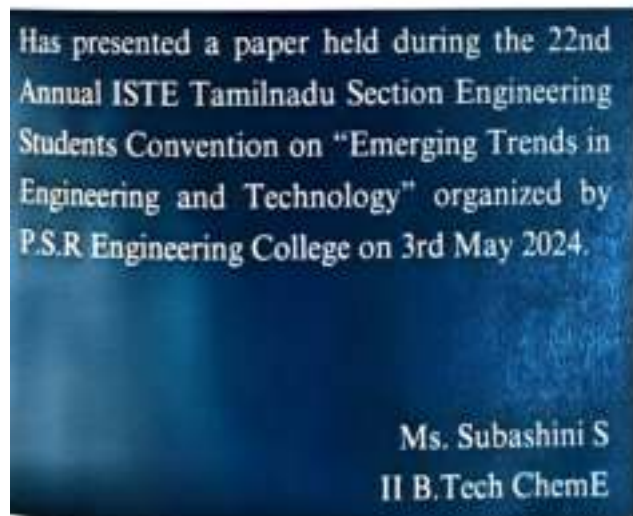 Has presented a paper held during the 22nd
Annual ISTE Tamilnadu Section Engineering
Students Convention on “Emerging Trends in
Engineering and Technology” organized by
P.S.R Engineering College on 3rd May 2024.
Ms. Subashini S
II B.Tech ChemE